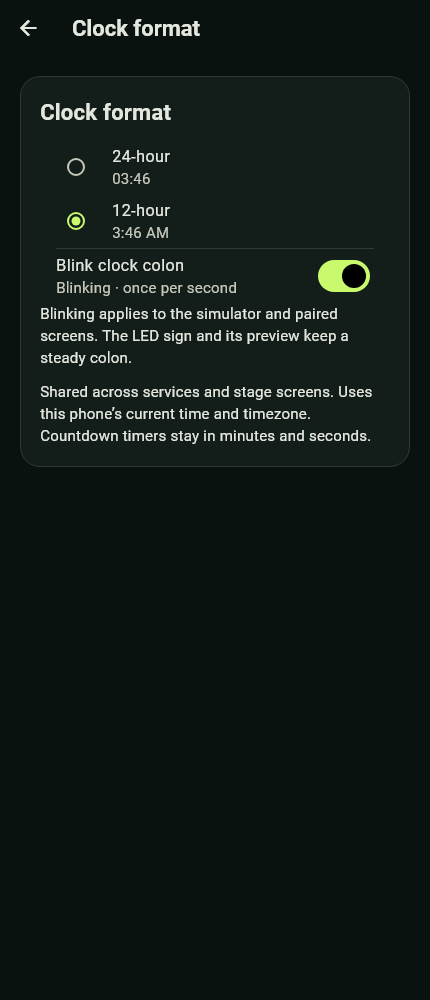 Clock format
Clock format
24-hour
03:46
12-hour
3:46 AM
Blink clock colon
Blinking · once per second
Blinking applies to the simulator and paired
screens. The LED sign and its preview keep a
steady colon.
Shared across services and stage screens. Uses
this phone’s current time and timezone.
Countdown timers stay in minutes and seconds.